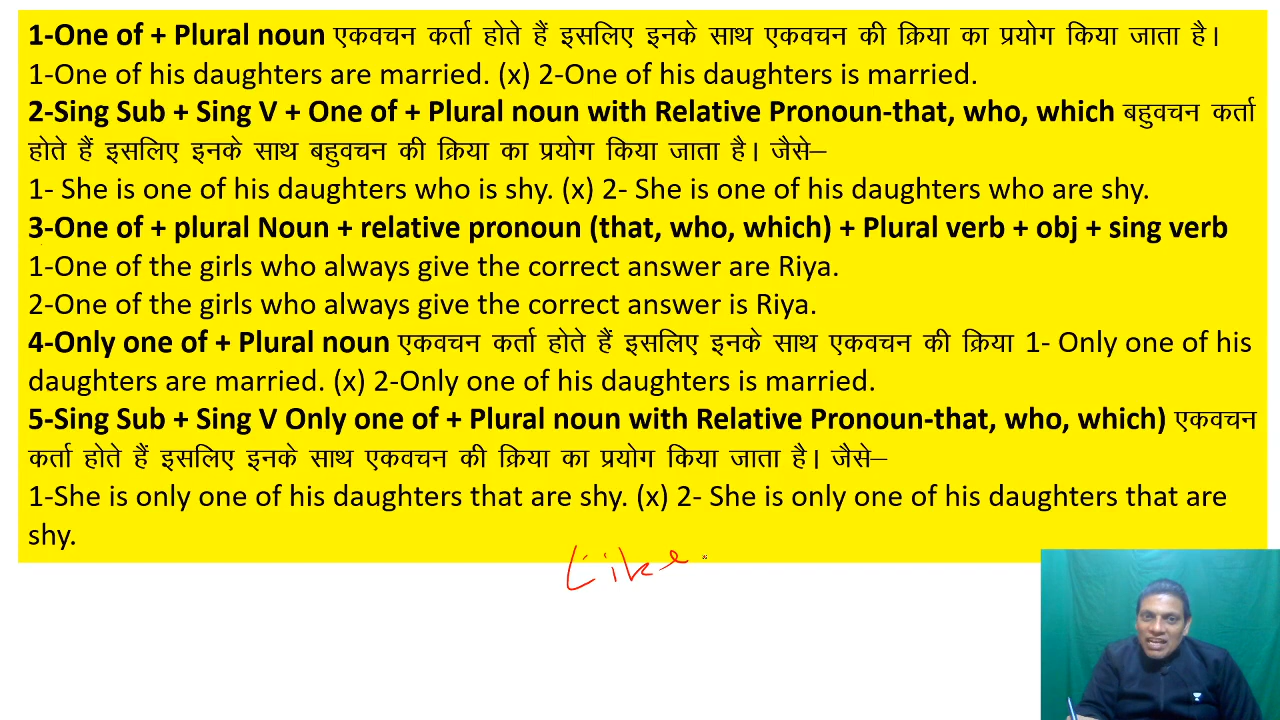 1-One of + Plural noun एकवचन कर्ता होते हैं इसलिए इनके साथ एकवचन की क्रिया का प्रयोग किया जाता है।
1-One of his daughters are married. (x) 2-One of his daughters is married.
2-Sing Sub + Sing V + One of + Plural noun with Relative Pronoun-that, who, which बहुवचन कर्ता
होते हैं इसलिए इनके साथ बहुवचन की क्रिया का प्रयोग किया जाता है। जैसे–
1- She is one of his daughters who is shy. (x) 2- She is one of his daughters who are shy.
3-One of + plural Noun + relative pronoun (that, who, which) + Plural verb + obj + sing verb
1-One of the girls who always give the correct answer are Riya.
2-One of the girls who always give the correct answer is Riya.
4-Only one of + Plural noun एकवचन कर्ता होते हैं इसलिए इनके साथ एकवचन की क्रिया 1- Only one of his
daughters are married. (x) 2-Only one of his daughters is married.
5-Sing Sub + Sing V Only one of + Plural noun with Relative Pronoun-that, who, which) एकवचन
कर्ता होते हैं इसलिए इनके साथ एकवचन की क्रिया का प्रयोग किया जाता है। जैसे–
1-She is only one of his daughters that are shy. (x) 2- She is only one of his daughters that are
shy.
Like